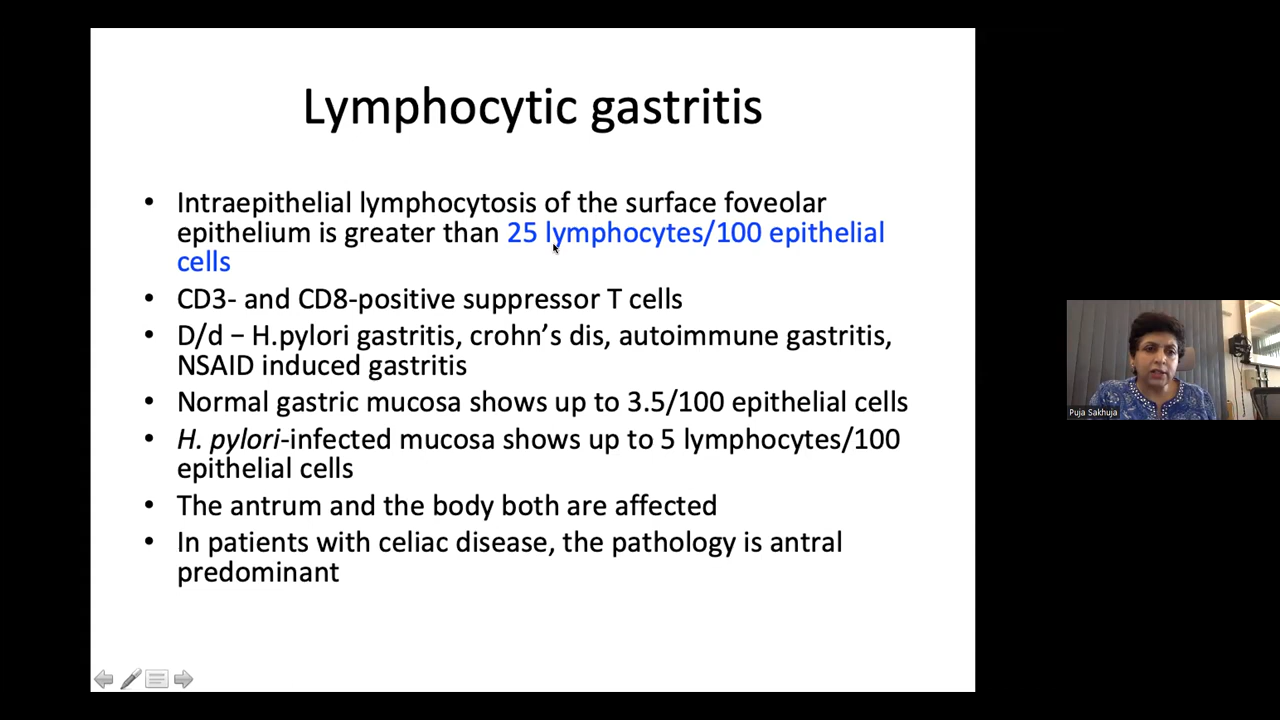 Lymphocytic gastritis
• Intraepithelial lymphocytosis of the surface foveolar
epithelium is greater than 25 lymphocytes/100 epithelial
cells
• CD3- and CD8-positive suppressor T cells
• D/d – H.pylori gastritis, crohn's dis, autoimmune gastritis,
NSAID induced gastritis
• Normal gastric mucosa shows up to 3.5/100 epithelial cells
• H. pylori-infected mucosa shows up to 5 lymphocytes/100
epithelial cells
• The antrum and the body both are affected
• In patients with celiac disease, the pathology is antral
predominant
Puja Sakhuja